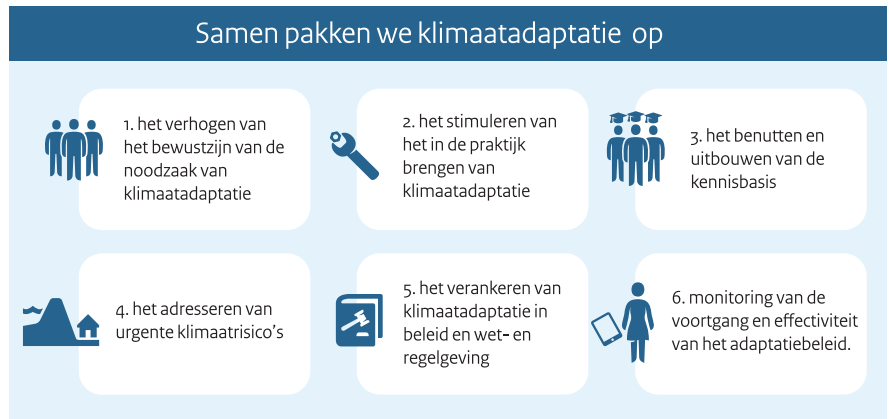 Samen pakken we klimaatadaptatie op
1. het verhogen van
het bewustzijn van de
noodzaak van
klimaatadaptatie
2. het stimuleren van
het in de praktijk
brengen van
klimaatadaptatie
3. het benutten en
uitbouwen van de
kennisbasis
4. het adresseren van
urgente klimaatrisico's
5. het verankeren van
klimaatadaptatie in
beleid en wet- en
regelgeving
6. monitoring van de
voortgang en effectiviteit
van het adaptatiebeleid.